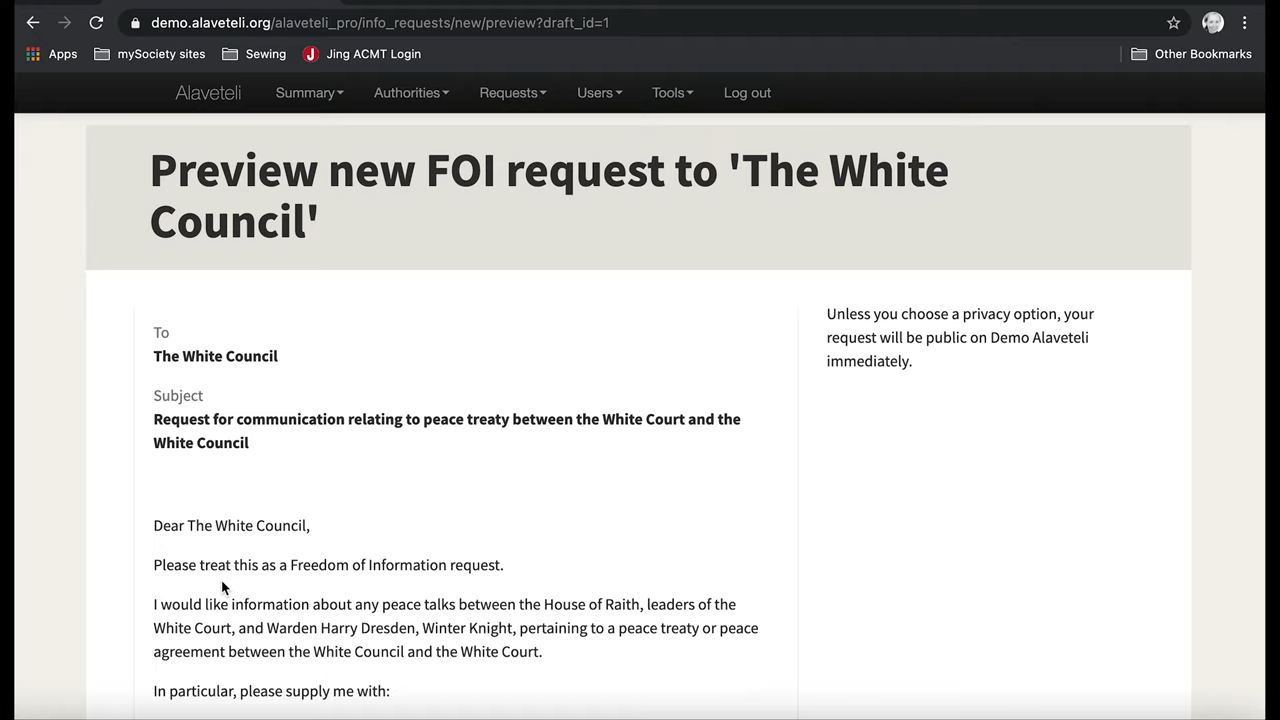 demo.alaveteli.org/alaveteli_pro/info_requests/new/preview?draft_id=1
Apps mySociety sites Sewing J Jing ACMT Login Other Bookmarks
Alaveteli Summary Authorities Requests Users Tools Log out
Preview new FOI request to 'The White
Council'
To
The White Council
Subject
Request for communication relating to peace treaty between the White Court and the
White Council
Dear The White Council,
Please treat this as a Freedom of Information request.
I would like information about any peace talks between the House of Raith, leaders of the
White Court, and Warden Harry Dresden, Winter Knight, pertaining to a peace treaty or peace
agreement between the White Council and the White Court.
In particular, please supply me with:
Unless you choose a privacy option, your
request will be public on Demo Alaveteli
immediately.